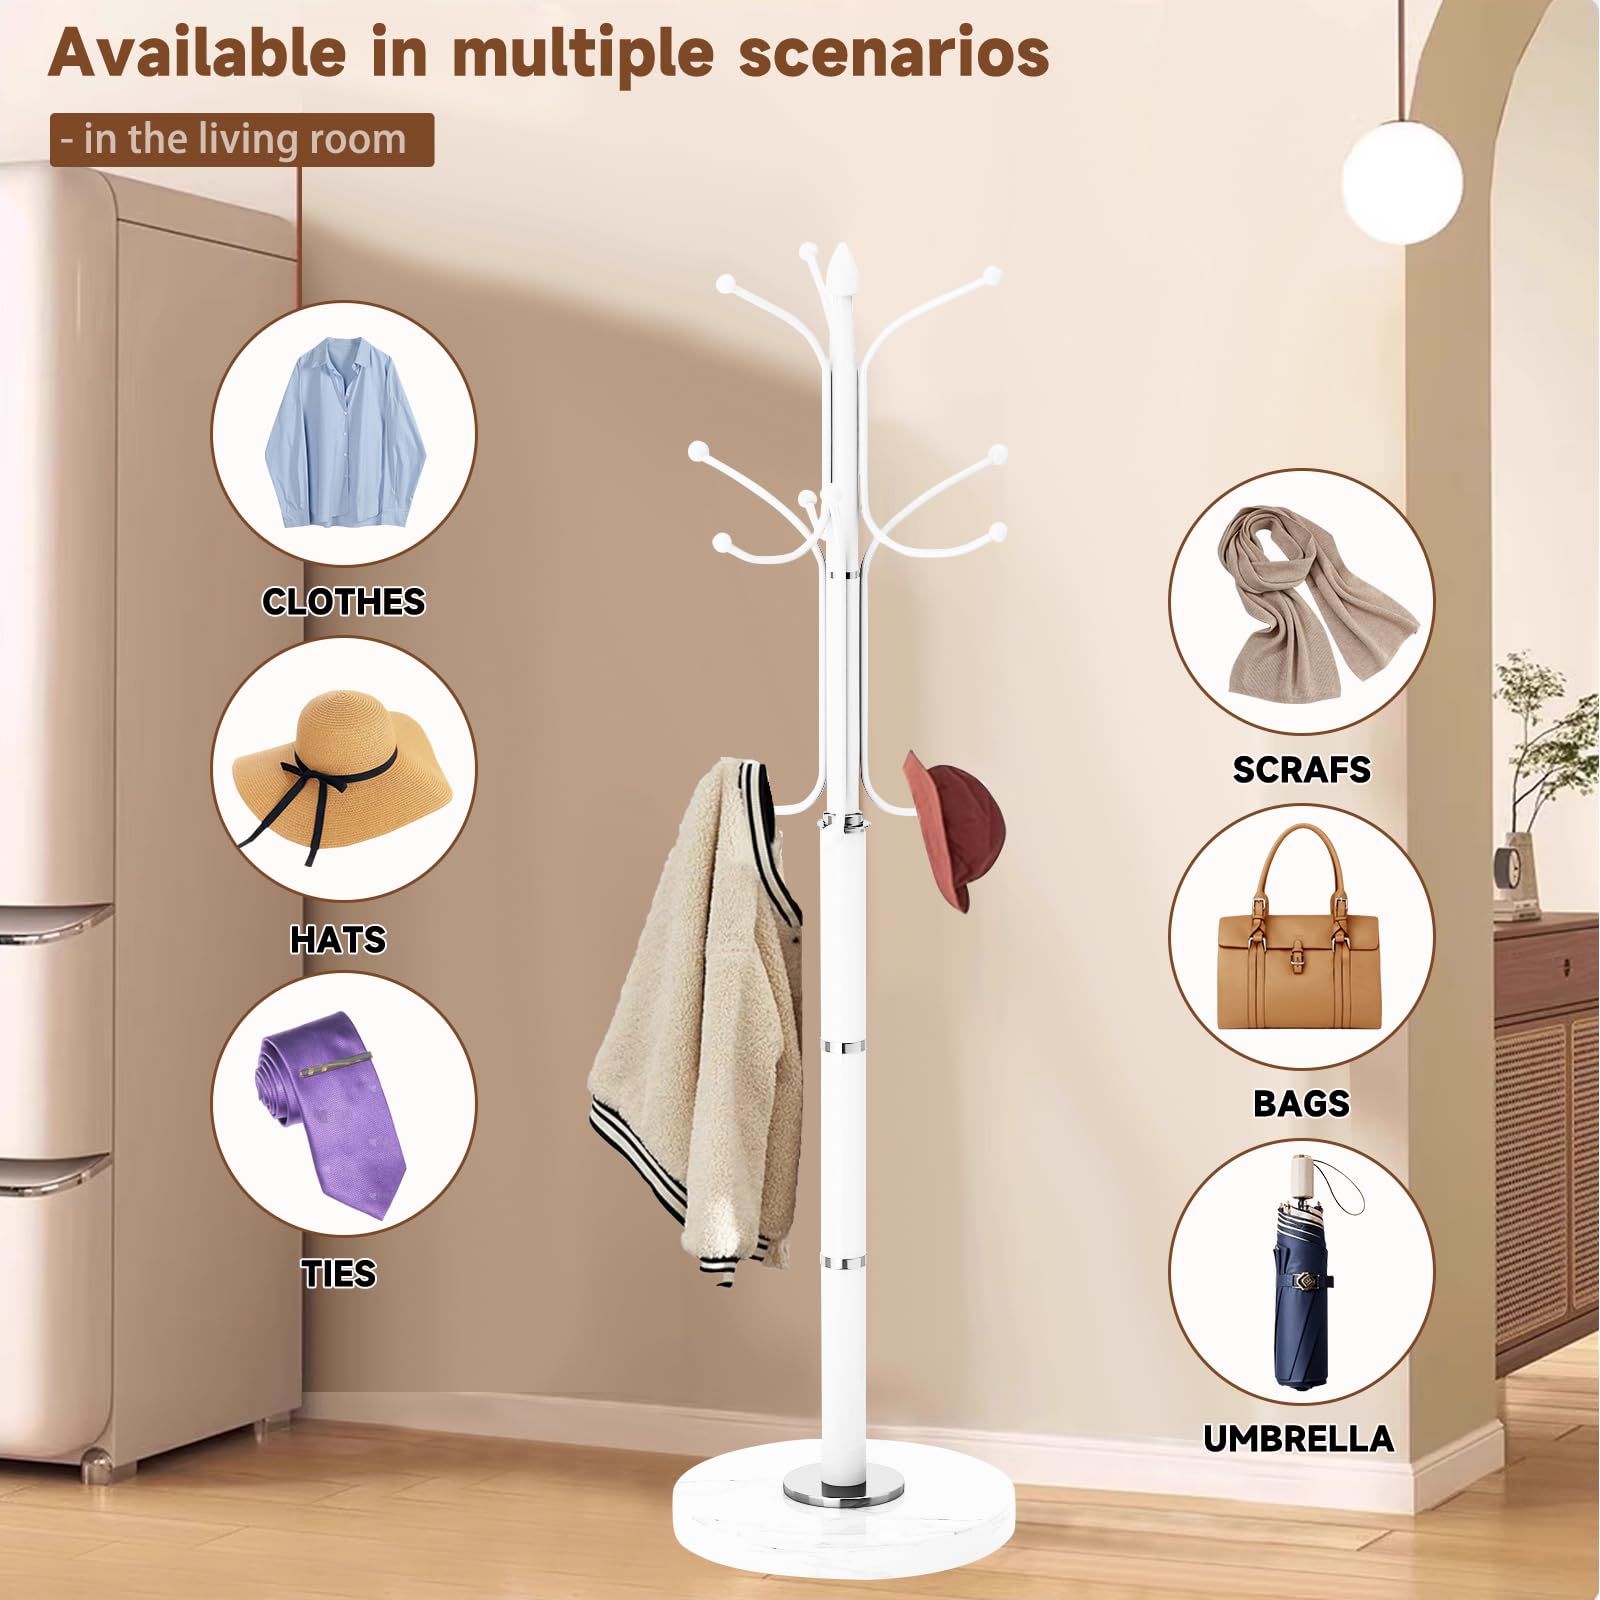 Available in multiple scenarios
- in the living room
CLOTHES
HATS
TIES
SCRAFS
BAGS
UMBRELLA